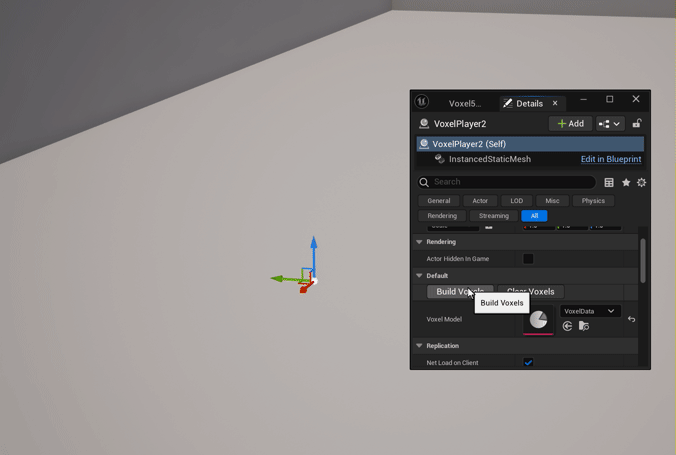 Voxel5... Details
VoxelPlayer2 Add
VoxelPlayer2 (Self)
InstancedStaticMesh Edit in Blueprint
Search
General Actor LOD Misc Physics
Rendering Streaming All
Rendering
Actor Hidden In Game
Default
Build Voxels Clear Voxels
Build Voxels
Voxel Model VoxelData
Replication
Net Load on Client